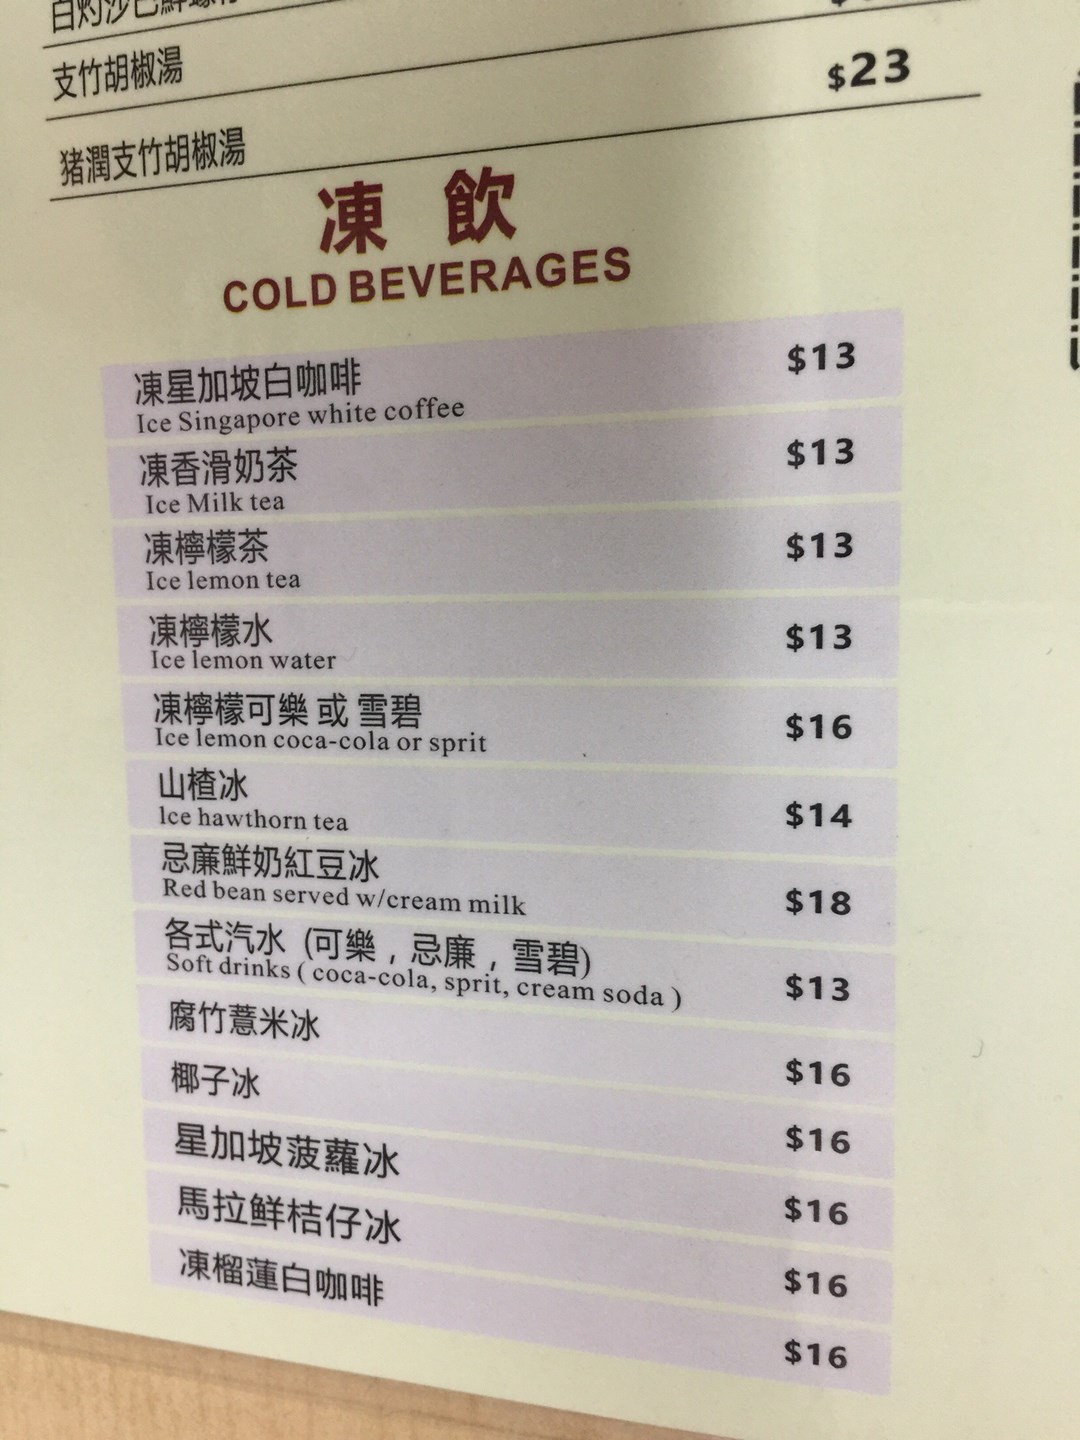 支竹胡椒湯
$23
猪潤支竹胡椒湯
凍 飲
COLD BEVERAGES
凍星加坡白咖啡 $13
Ice Singapore white coffee
凍香滑奶茶 $13
Ice Milk tea
凍檸檬茶 $13
Ice lemon tea
凍檸檬水 $13
Ice lemon water
凍檸檬可樂 或 雪碧 $16
Ice lemon coca-cola or sprit
山楂冰 $14
Ice hawthorn tea
忌廉鮮奶紅豆冰 $18
Red bean served w/cream milk
各式汽水 (可樂，忌廉，雪碧) $13
Soft drinks ( coca-cola, sprit, cream soda )
腐竹薏米冰 $16
椰子冰 $16
星加坡菠蘿冰 $16
馬拉鮮桔仔冰 $16
凍榴蓮白咖啡 $16